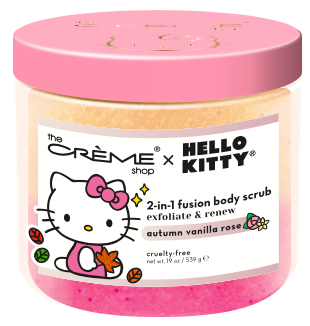 the
CRÈME®
shop
x
HELLO
KITTY®
2-in-1 fusion body scrub
exfoliate & renew
autumn vanilla rose
cruelty-free
net wt. 19 oz / 539 g e